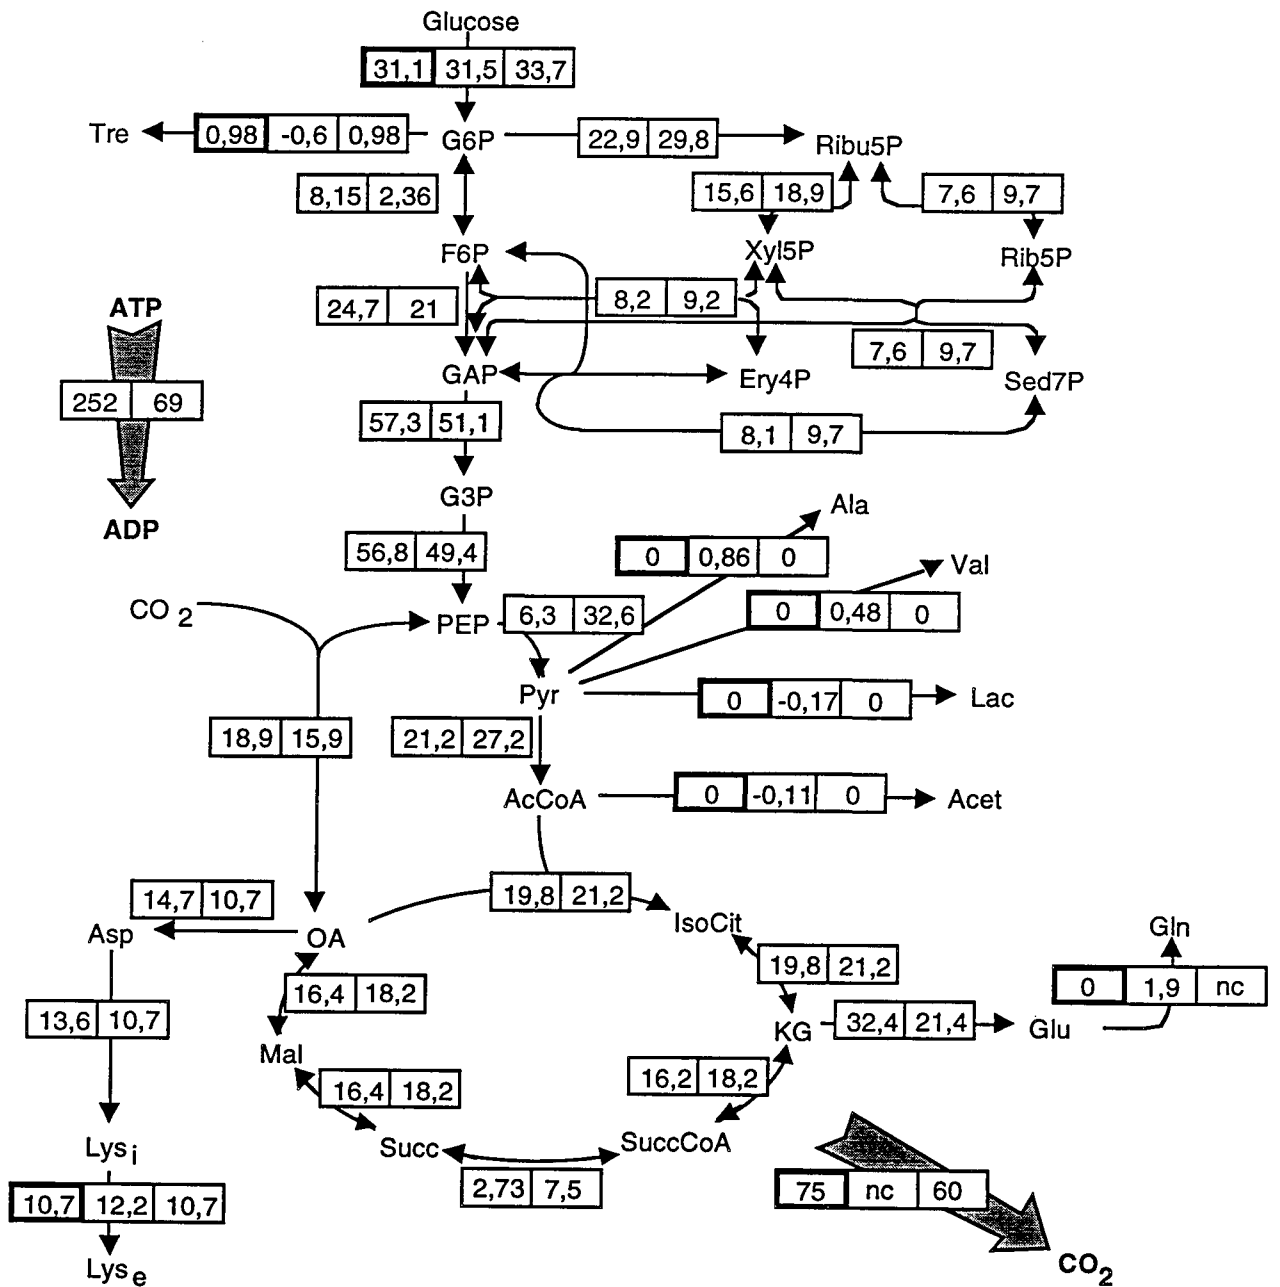 Glucose
31,1 31,5 33,7
Tre 0,98 -0,6 0,98 G6P 22,9 29,8 Ribu5P
8,15 2,36 15,6 18,9 7,6 9,7
F6P Xyl5P Rib5P
ATP 24,7 21 8,2 9,2
7,6 9,7
GAP Ery4P Sed7P
252 69 57,3 51,1 8,1 9,7
G3P Ala
ADP
56,8 49,4 0 0,86 0 Val
CO 2 PEP 6,3 32,6 0 0,48 0
Pyr 0 -0,17 0 Lac
18,9 15,9 21,2 27,2
AcCoA 0 -0,11 0 Acet
14,7 10,7 19,8 21,2
Asp OA IsoCit Gln
16,4 18,2 19,8 21,2 0 1,9 nc
13,6 10,7 Mal KG 32,4 21,4 Glu
16,4 18,2 16,2 18,2
Lysi Succ SuccCoA
10,7 12,2 10,7 2,73 7,5 75 nc 60
Lyse CO2